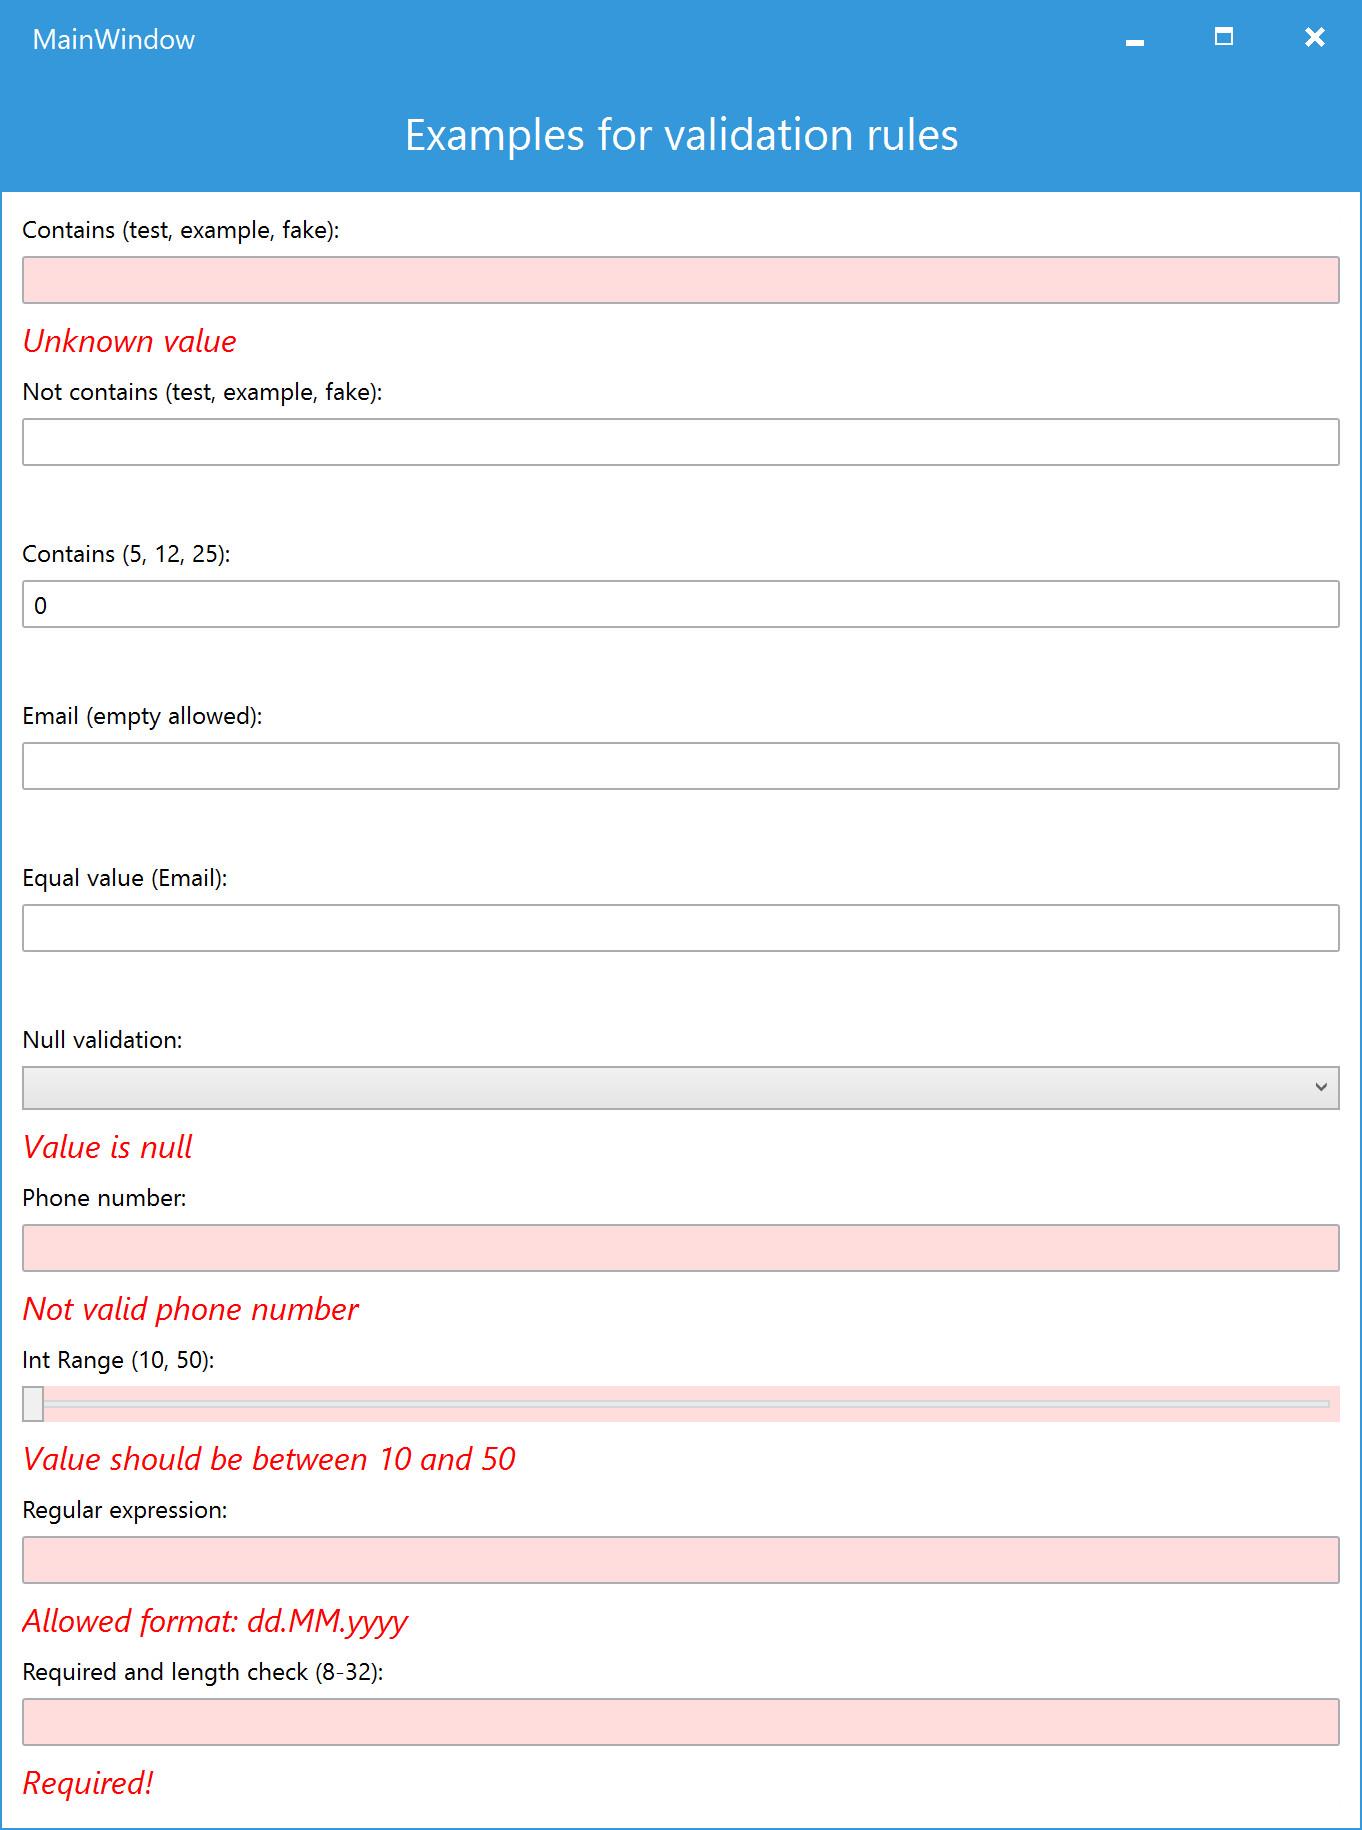 MainWindow
Examples for validation rules
Contains (test, example, fake):
Unknown value
Not contains (test, example, fake):
Contains (5, 12, 25):
0
Email (empty allowed):
Equal value (Email):
Null validation:
Value is null
Phone number:
Not valid phone number
Int Range (10, 50):
Value should be between 10 and 50
Regular expression:
Allowed format: dd.MM.yyyy
Required and length check (8-32):
Required!